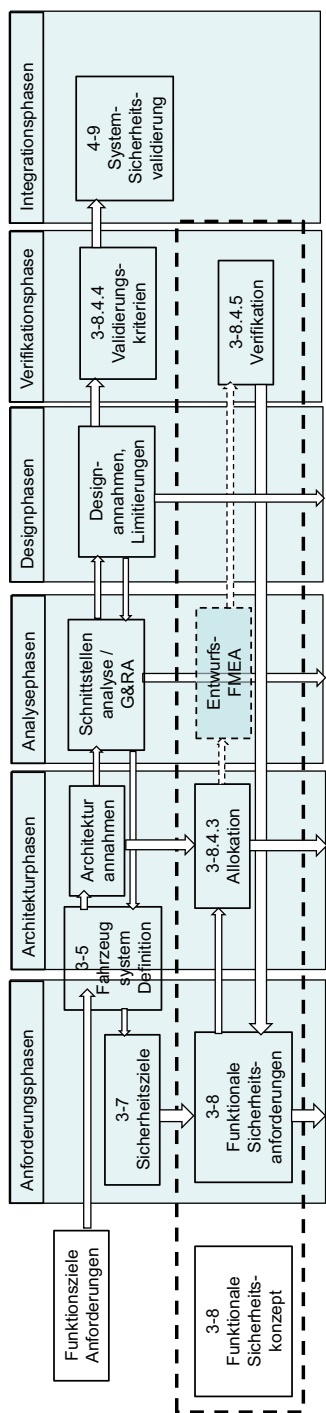 Anforderungsphasen
Architekturphasen
Analysephasen
Designphasen
Verifikationsphase
Integrationsphasen
Funktionsziele
Anforderungen
3-5
Fahrzeug
system
Definition
Architektur
annahmen
Schnittstellen
analyse /
G&RA
Design-
annahmen,
Limitierungen
3-8.4.4
Validierungs-
kriterien
4-9
System-
Sicherheits-
validierung
3-7
Sicherheitsziele
3-8
Funktionale
Sicherheits-
konzept
3-8
Funktionale
Sicherheits-
anforderungen
3-8.4.3
Allokation
Entwurfs-
FMEA
3-8.4.5
Verifikation